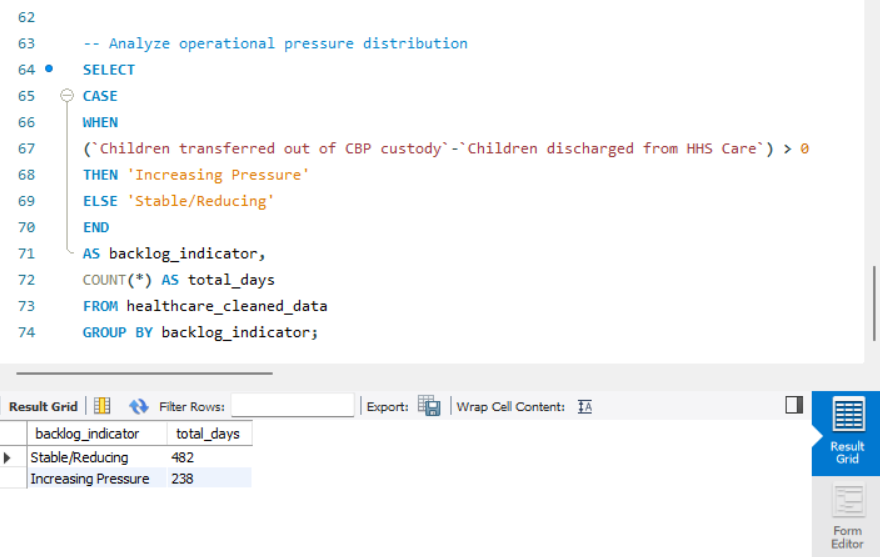 62
63 -- Analyze operational pressure distribution
64 SELECT
65 CASE
66 WHEN
67 (`Children transferred out of CBP custody`-`Children discharged from HHS Care`) > 0
68 THEN 'Increasing Pressure'
69 ELSE 'Stable/Reducing'
70 END
71 AS backlog_indicator,
72 COUNT(*) AS total_days
73 FROM healthcare_cleaned_data
74 GROUP BY backlog_indicator;
Result Grid Filter Rows: Export: Wrap Cell Content: IA
backlog_indicator total_days
Stable/Reducing 482
Increasing Pressure 238
Result
Grid
Form
Editor